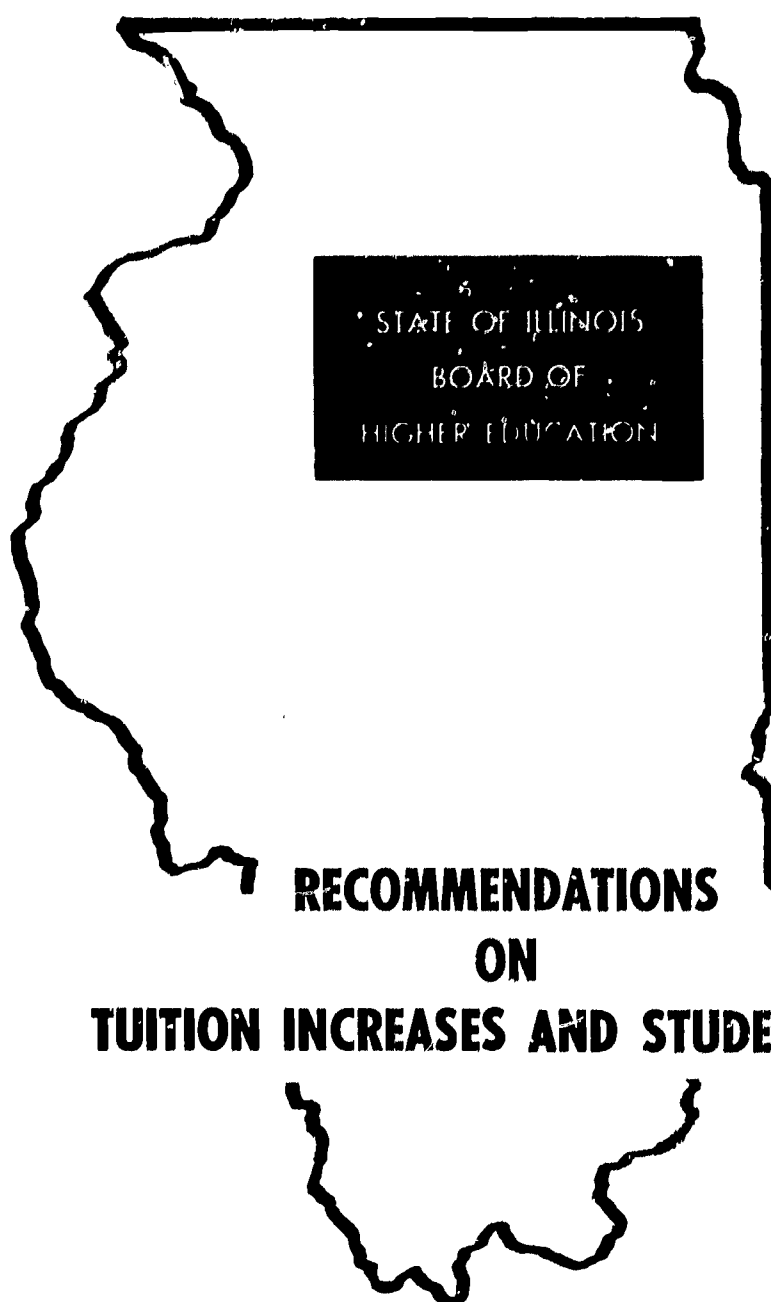 STATE OF ILLINOIS
BOARD OF
HIGHER EDUCATION
RECOMMENDATIONS
ON
TUITION INCREASES AND STUDE